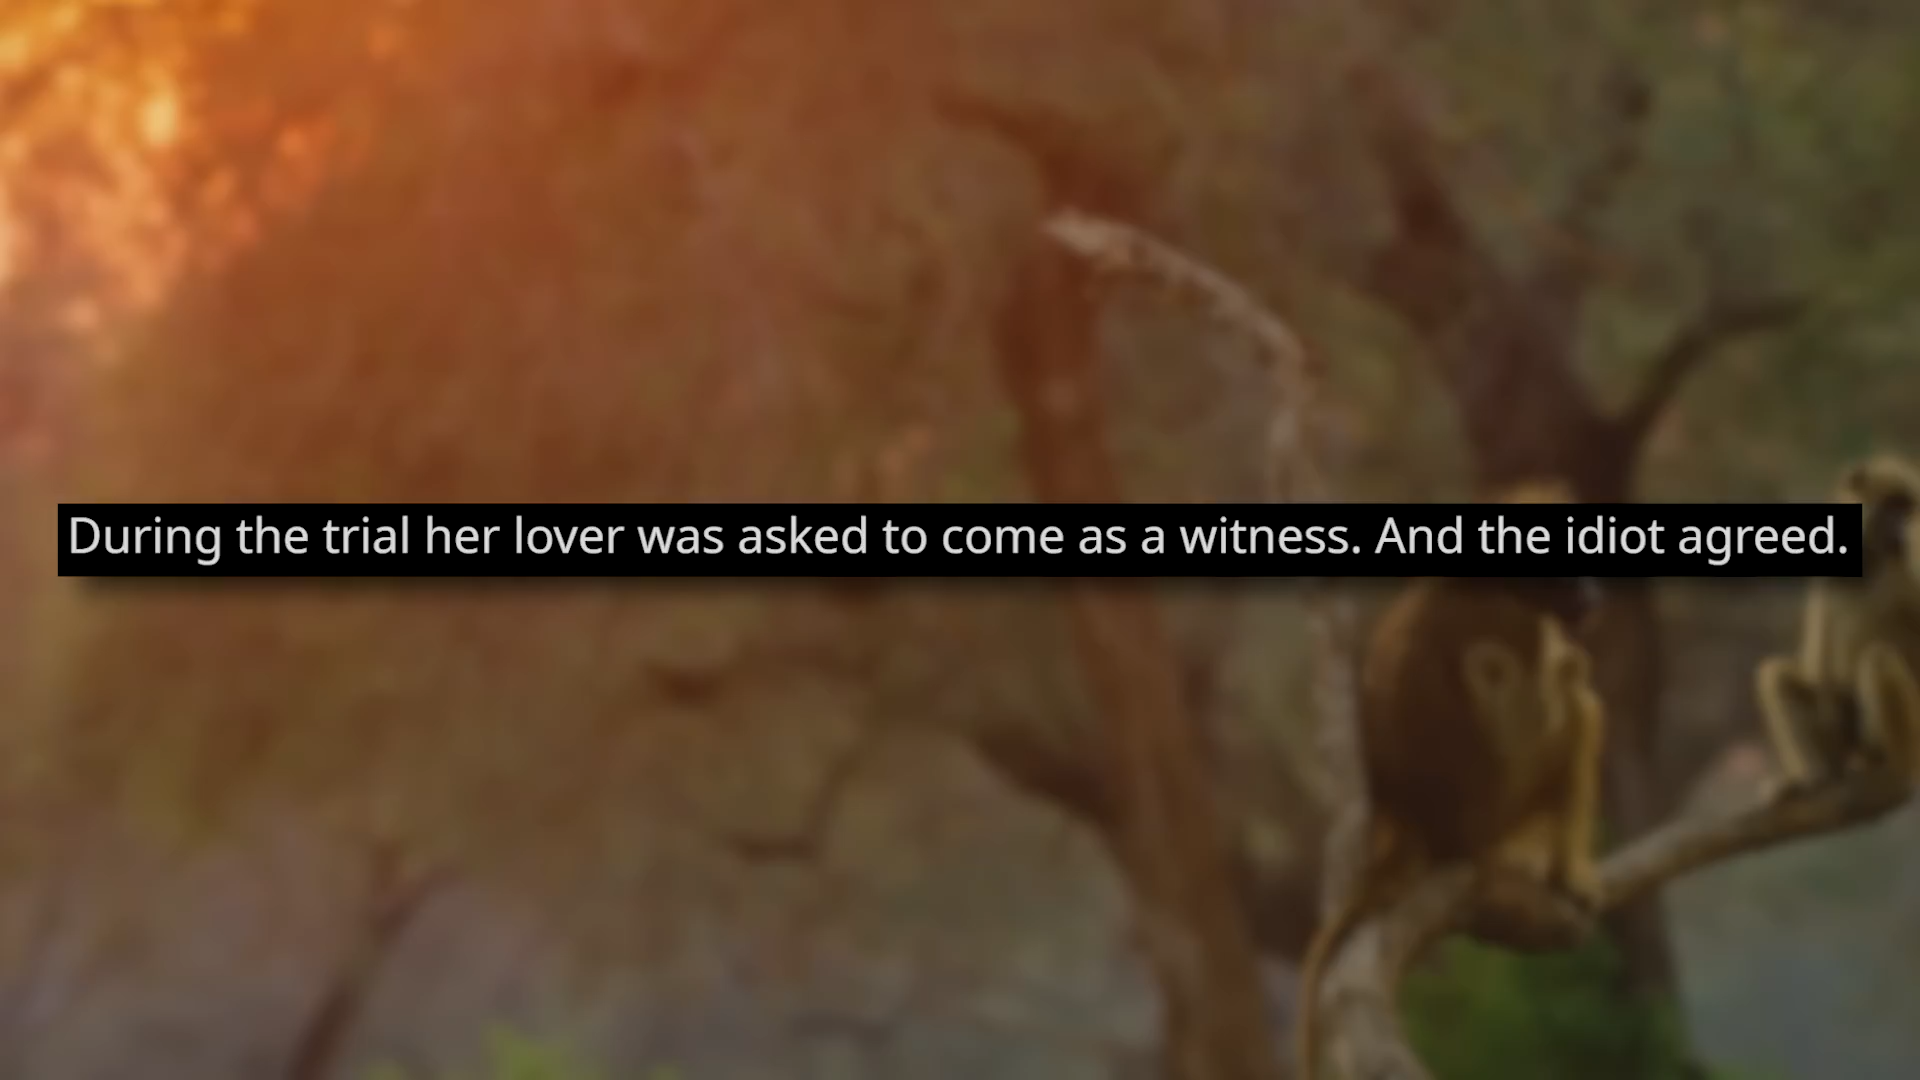 During the trial her lover was asked to come as a witness. And the idiot agreed.